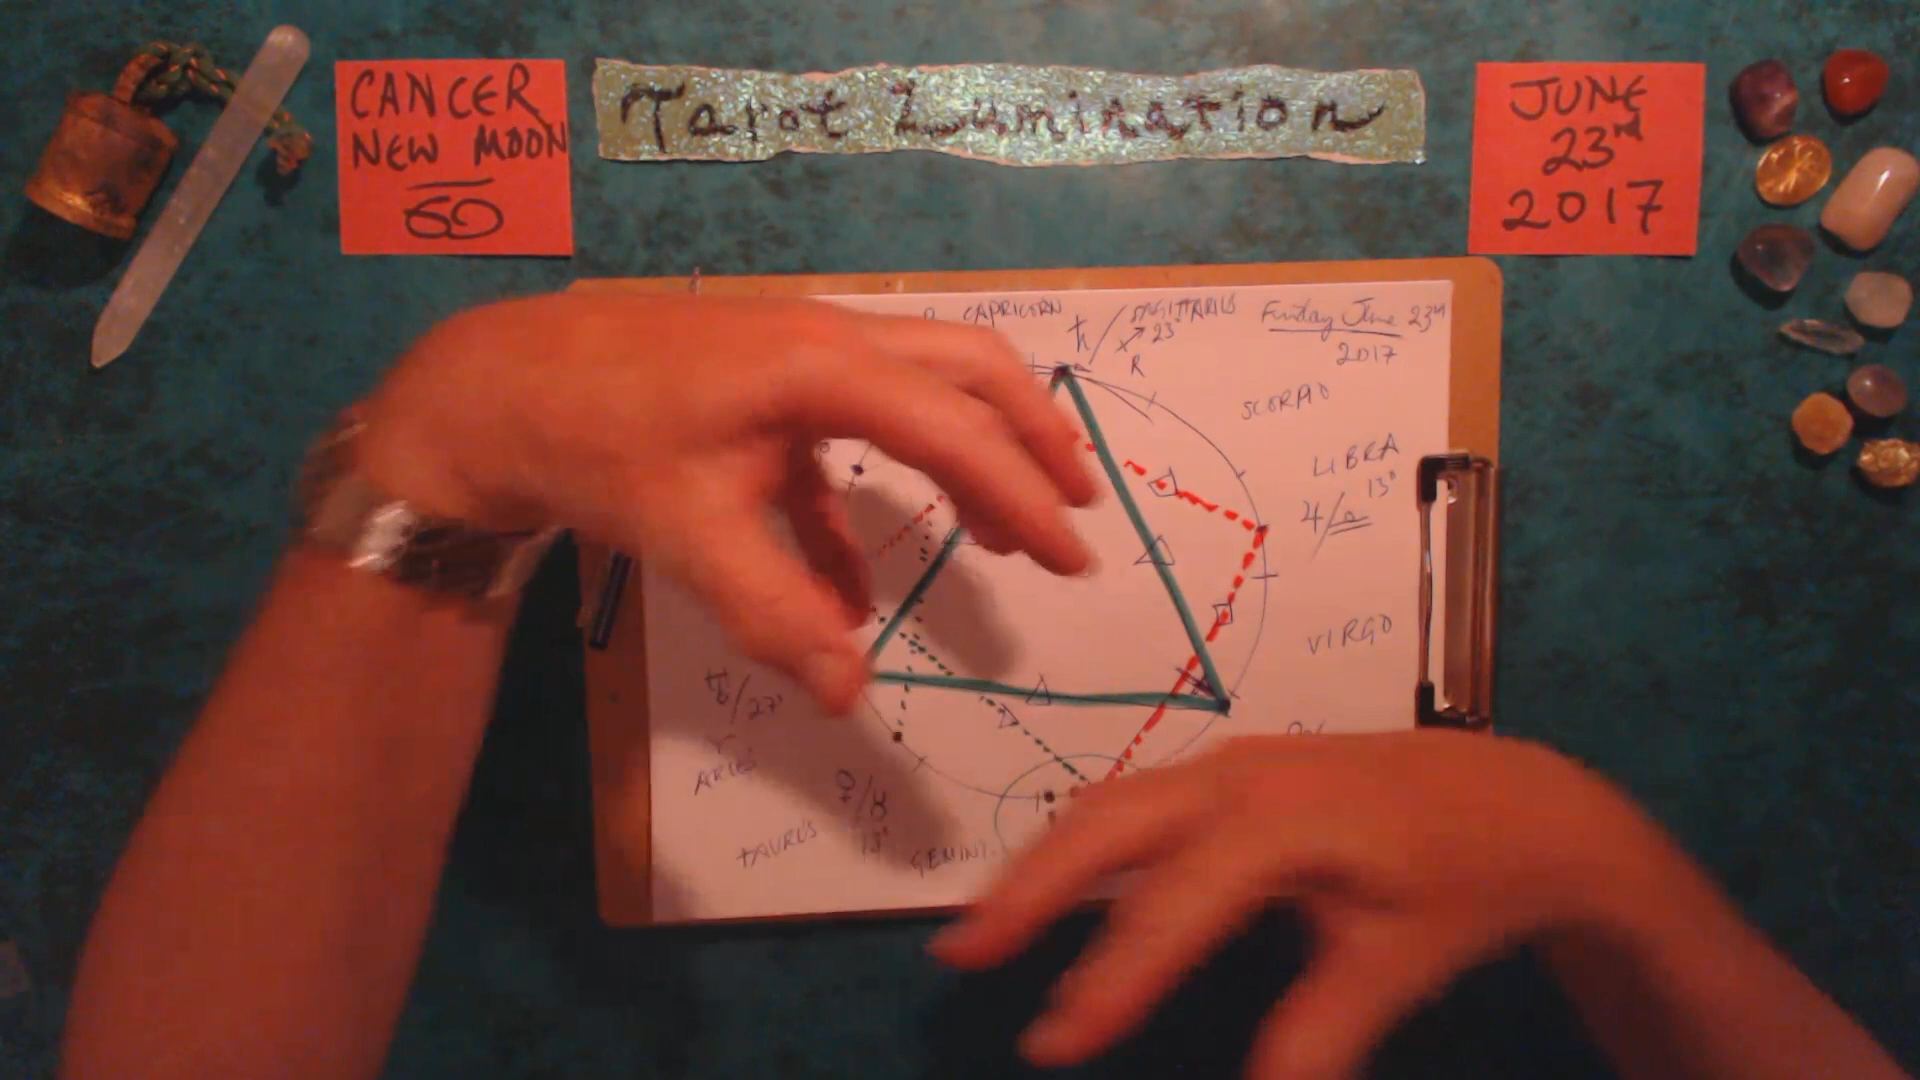 CANCER
NEW MOON
Tarot Lumination
JUNE
23rd
2017
CAPRICORN
SAGITTARIUS
23°
R
Friday June 23rd
2017
SCORPIO
LIBRA
13°
VIRGO
27°
ARIES
TAURUS
13°
GEMINI